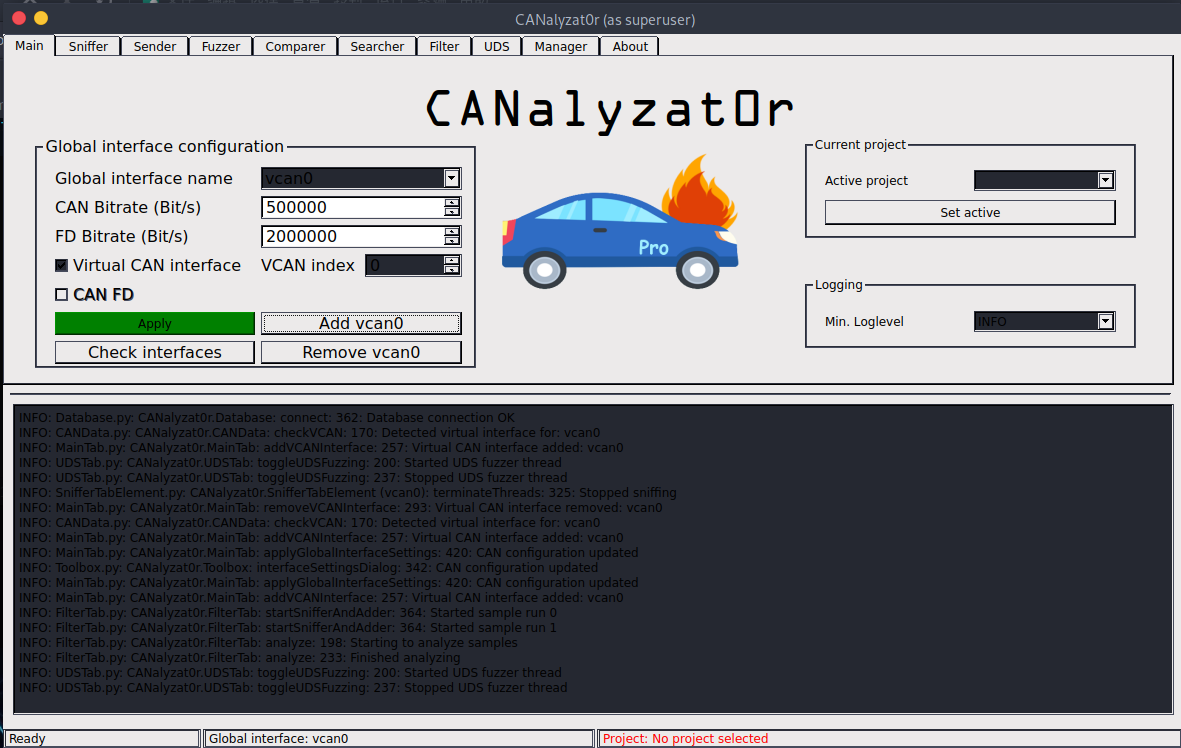 CANalyzat0r (as superuser)
Main Sniffer Sender Fuzzer Comparer Searcher Filter UDS Manager About
CANalyzat0r
Global interface configuration
Global interface name vcan0
CAN Bitrate (Bit/s) 500000
FD Bitrate (Bit/s) 2000000
Virtual CAN interface VCAN index 0
CAN FD
Apply Add vcan0
Check interfaces Remove vcan0
Pro
Current project
Active project
Set active
Logging
Min. Loglevel INFO
INFO: Database.py: CANalyzat0r.Database: connect: 362: Database connection OK
INFO: CANData.py: CANalyzat0r.CANData: checkVCAN: 170: Detected virtual interface for: vcan0
INFO: MainTab.py: CANalyzat0r.MainTab: addVCANInterface: 257: Virtual CAN interface added: vcan0
INFO: UDSTab.py: CANalyzat0r.UDSTab: toggleUDSFuzzing: 200: Started UDS fuzzer thread
INFO: UDSTab.py: CANalyzat0r.UDSTab: toggleUDSFuzzing: 237: Stopped UDS fuzzer thread
INFO: SnifferTabElement.py: CANalyzat0r.SnifferTabElement (vcan0): terminateThreads: 325: Stopped sniffing
INFO: MainTab.py: CANalyzat0r.MainTab: removeVCANInterface: 293: Virtual CAN interface removed: vcan0
INFO: CANData.py: CANalyzat0r.CANData: checkVCAN: 170: Detected virtual interface for: vcan0
INFO: MainTab.py: CANalyzat0r.MainTab: addVCANInterface: 257: Virtual CAN interface added: vcan0
INFO: MainTab.py: CANalyzat0r.MainTab: applyGlobalInterfaceSettings: 420: CAN configuration updated
INFO: Toolbox.py: CANalyzat0r.Toolbox: interfaceSettingsDialog: 342: CAN configuration updated
INFO: MainTab.py: CANalyzat0r.MainTab: applyGlobalInterfaceSettings: 420: CAN configuration updated
INFO: MainTab.py: CANalyzat0r.MainTab: addVCANInterface: 257: Virtual CAN interface added: vcan0
INFO: FilterTab.py: CANalyzat0r.FilterTab: startSnifferAndAdder: 364: Started sample run 0
INFO: FilterTab.py: CANalyzat0r.FilterTab: startSnifferAndAdder: 364: Started sample run 1
INFO: FilterTab.py: CANalyzat0r.FilterTab: analyze: 198: Starting to analyze samples
INFO: FilterTab.py: CANalyzat0r.FilterTab: analyze: 233: Finished analyzing
INFO: UDSTab.py: CANalyzat0r.UDSTab: toggleUDSFuzzing: 200: Started UDS fuzzer thread
INFO: UDSTab.py: CANalyzat0r.UDSTab: toggleUDSFuzzing: 237: Stopped UDS fuzzer thread
Ready Global interface: vcan0 Project: No project selected